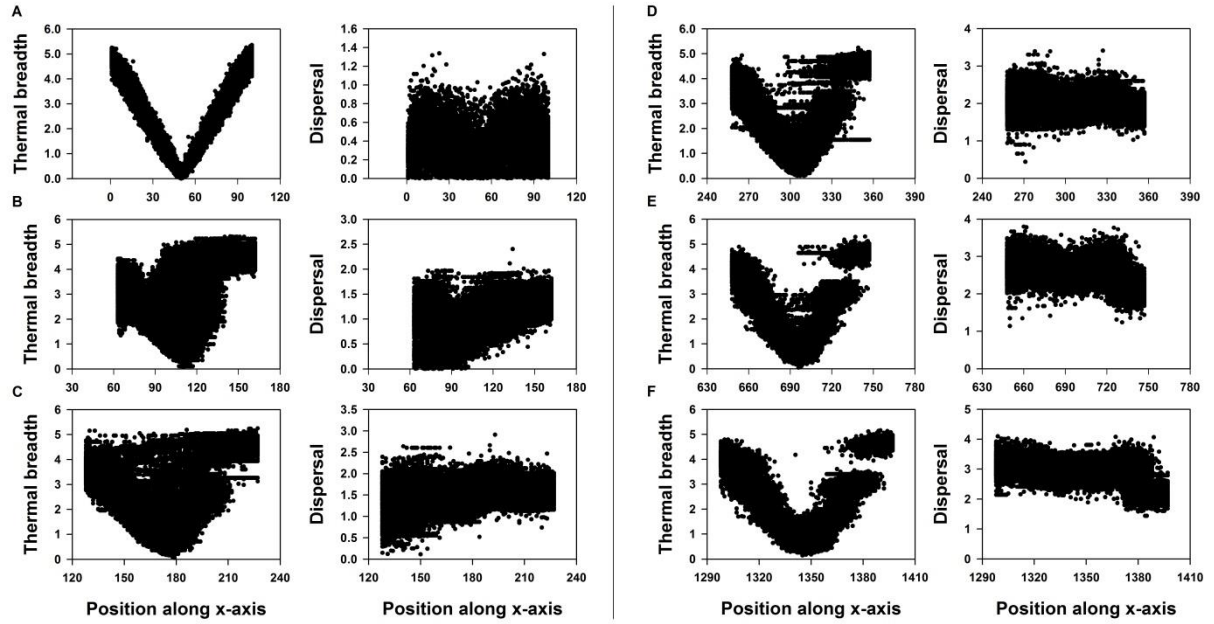 A
Thermal breadth
6.0
5.0
4.0
3.0
2.0
1.0
0.0
0 30 60 90 120
Dispersal
1.6
1.4
1.2
1.0
0.8
0.6
0.4
0.2
0.0
0 30 60 90 120
B
Thermal breadth
6
5
4
3
2
1
0
30 60 90 120 150 180
Dispersal
3.0
2.5
2.0
1.5
1.0
0.5
0.0
30 60 90 120 150 180
C
Thermal breadth
6
5
4
3
2
1
0
120 150 180 210 240
Position along x-axis
Dispersal
3.5
3.0
2.5
2.0
1.5
1.0
0.5
0.0
120 150 180 210 240
Position along x-axis
D
Thermal breadth
6.0
5.0
4.0
3.0
2.0
1.0
0.0
240 270 300 330 360 390
Dispersal
4
3
2
1
0
240 270 300 330 360 390
E
Thermal breadth
6
5
4
3
2
1
0
630 660 690 720 750 780
Dispersal
4
3
2
1
0
630 660 690 720 750 780
F
Thermal breadth
6
5
4
3
2
1
0
1290 1320 1350 1380 1410
Position along x-axis
Dispersal
5
4
3
2
1
0
1290 1320 1350 1380 1410
Position along x-axis